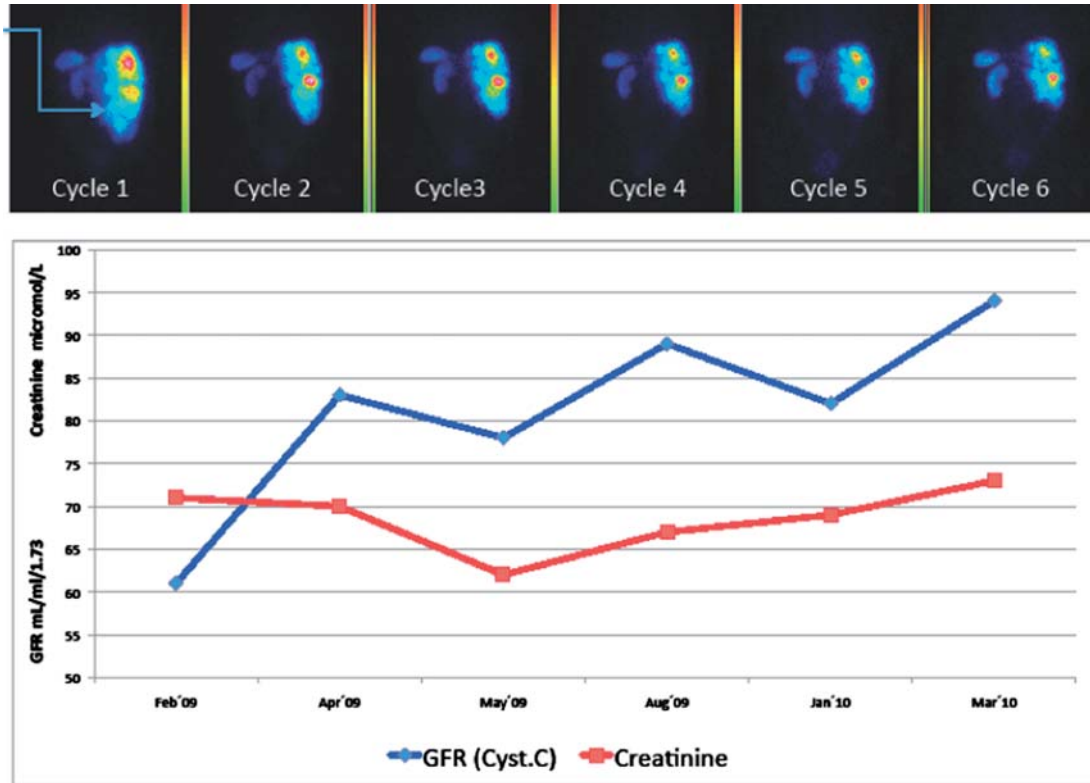 Cycle 1 Cycle 2 Cycle3 Cycle 4 Cycle 5 Cycle 6
Creatinine micromol/L
GFR mL/ml/1.73
100
95
90
85
80
75
70
65
60
55
50
Feb´09 Apr´09 May´09 Aug´09 Jan´10 Mar´10
GFR (Cyst.C) Creatinine